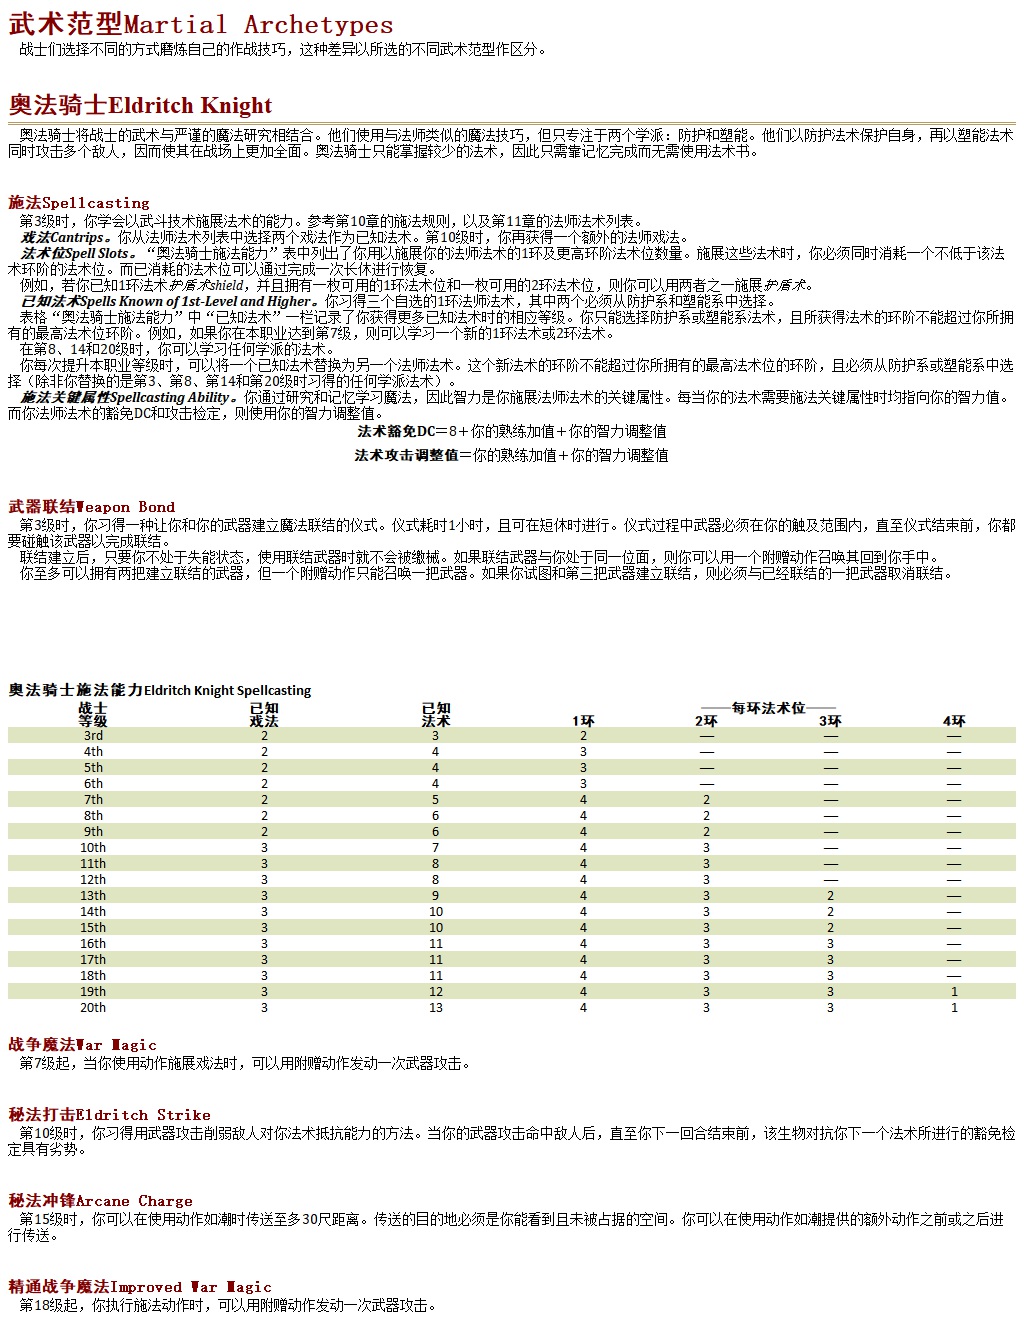 武术范型Martial Archetypes
战士们选择不同的方式磨炼自己的作战技巧，这种差异以所选的不同武术范型作区分。
奥法骑士Eldritch Knight
奥法骑士将战士的武术与严谨的魔法研究相结合。他们使用与法师类似的魔法技巧，但只专注于两个学派：防护和塑能。他们以防护法术保护自身，再以塑能法术
同时攻击多个敌人，因而使其在战场上更加全面。奥法骑士只能掌握较少的法术，因此只需靠记忆完成而无需使用法术书。
施法Spellcasting
第3级时，你学会以武斗技术施展法术的能力。参考第10章的施法规则，以及第11章的法师法术列表。
戏法Cantrips。你从法师法术列表中选择两个戏法作为已知法术。第10级时，你再获得一个额外的法师戏法。
法术位Spell Slots。“奥法骑士施法能力”表中列出了你用以施展你的法师法术的1环及更高环阶法术位数量。施展这些法术时，你必须同时消耗一个不低于该法
术环阶的法术位。而已消耗的法术位可以通过完成一次长休进行恢复。
例如，若你已知1环法术护盾术shield，并且拥有一枚可用的1环法术位和一枚可用的2环法术位，则你可以用两者之一施展护盾术。
已知法术Spells Known of 1st-Level and Higher。你习得三个自选的1环法师法术，其中两个必须从防护系和塑能系中选择。
表格“奥法骑士施法能力”中“已知法术”一栏记录了你获得更多已知法术时的相应等级。你只能选择防护系或塑能系法术，且所获得法术的环阶不能超过你所拥
有的最高法术位环阶。例如，如果你在本职业达到第7级，则可以学习一个新的1环法术或2环法术。
在第8、14和20级时，你可以学习任何学派的法术。
你每次提升本职业等级时，可以将一个已知法术替换为另一个法师法术。这个新法术的环阶不能超过你所拥有的最高法术位的环阶，且必须从防护系或塑能系中选
择（除非你替换的是第3、第8、第14和第20级时习得的任何学派法术）。
施法关键属性Spellcasting Ability。你通过研究和记忆学习魔法，因此智力是你施展法师法术的关键属性。每当你的法术需要施法关键属性时均指向你的智力值。
而你法师法术的豁免DC和攻击检定，则使用你的智力调整值。
法术豁免DC＝8＋你的熟练加值＋你的智力调整值
法术攻击调整值＝你的熟练加值＋你的智力调整值
武器联结Weapon Bond
第3级时，你习得一种让你和你的武器建立魔法联结的仪式。仪式耗时1小时，且可在短休时进行。仪式过程中武器必须在你的触及范围内，直至仪式结束前，你都
要碰触该武器以完成联结。
联结建立后，只要你不处于失能状态，使用联结武器时就不会被缴械。如果联结武器与你处于同一位面，则你可以用一个附赠动作召唤其回到你手中。
你至多可以拥有两把建立联结的武器，但一个附赠动作只能召唤一把武器。如果你试图和第三把武器建立联结，则必须与已经联结的一把武器取消联结。
奥法骑士施法能力Eldritch Knight Spellcasting
战士 已知 已知 ——每环法术位——
等级 戏法 法术 1环 2环 3环 4环
3rd 2 3 2 — — —
4th 2 4 3 — — —
5th 2 4 3 — — —
6th 2 4 3 — — —
7th 2 5 4 2 — —
8th 2 6 4 2 — —
9th 2 6 4 2 — —
10th 3 7 4 3 — —
11th 3 8 4 3 — —
12th 3 8 4 3 — —
13th 3 9 4 3 2 —
14th 3 10 4 3 2 —
15th 3 10 4 3 2 —
16th 3 11 4 3 3 —
17th 3 11 4 3 3 —
18th 3 11 4 3 3 —
19th 3 12 4 3 3 1
20th 3 13 4 3 3 1
战争魔法War Magic
第7级起，当你使用动作施展戏法时，可以用附赠动作发动一次武器攻击。
秘法打击Eldritch Strike
第10级时，你习得用武器攻击削弱敌人对你法术抵抗能力的方法。当你的武器攻击命中敌人后，直至你下一回合结束前，该生物对抗你下一个法术所进行的豁免检
定具有劣势。
秘法冲锋Arcane Charge
第15级时，你可以在使用动作如潮时传送至多30尺距离。传送的目的地必须是你能看到且未被占据的空间。你可以在使用动作如潮提供的额外动作之前或之后进
行传送。
精通战争魔法Improved War Magic
第18级起，你执行施法动作时，可以用附赠动作发动一次武器攻击。